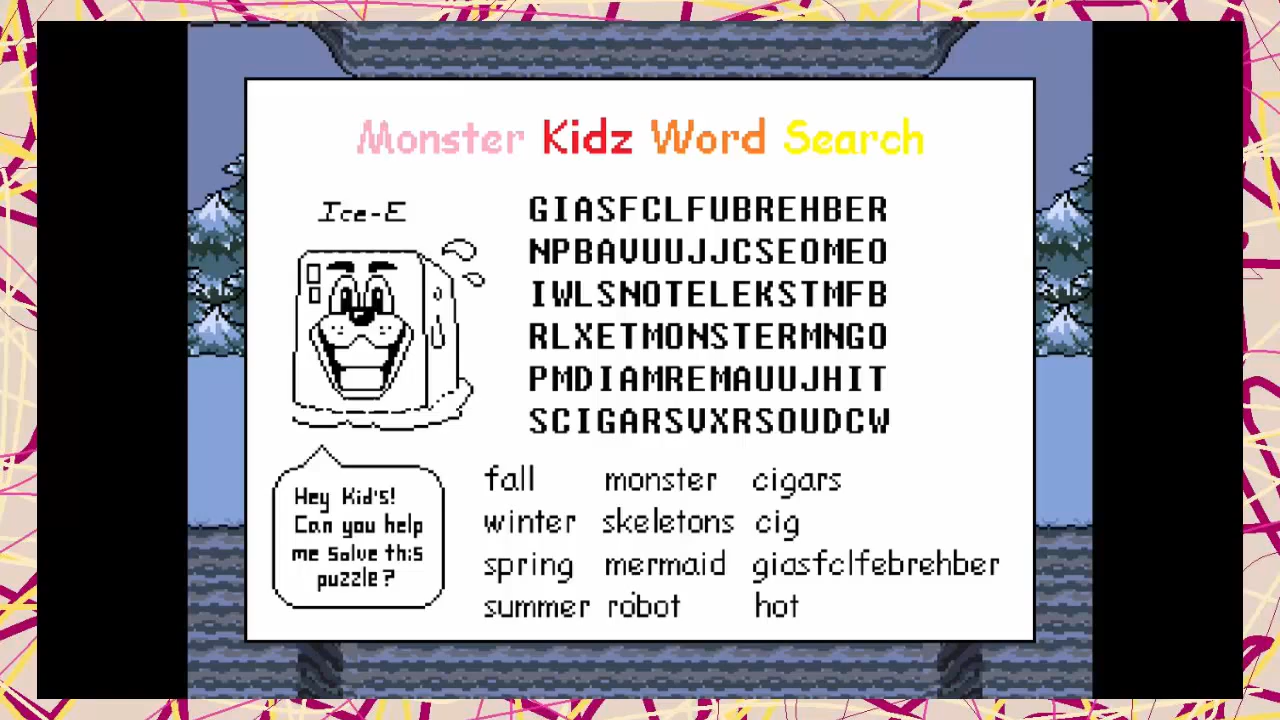 Monster Kidz Word Search
Ice-E
GIASFCLFUBREHBER
NPBAVUUJJCSEOMEO
IWLSNOTELEKSTMFB
RLXETMONSTERMNGO
PMDIAMREMAUUJHIT
SCIGARSVXRSOUDCW
fall monster cigars
winter skeletons cig
spring mermaid giasfclfebrehber
summer robot hot
Hey Kid's!
Can you help
me solve this
puzzle?